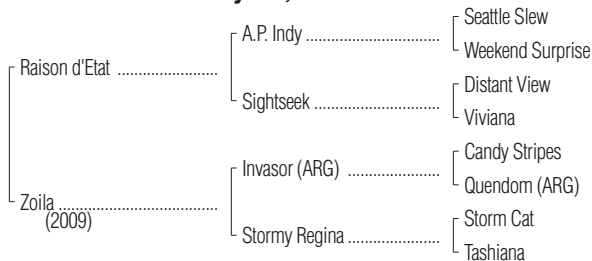 Seattle Slew
A.P. Indy ................................
Weekend Surprise
Raison d'Etat ........................
Distant View
Sightseek ..............................
Viviana
Candy Stripes
Invasor (ARG) ......................
Quendom (ARG)
Zoila ......................................
(2009)
Storm Cat
Stormy Regina ......................
Tashiana